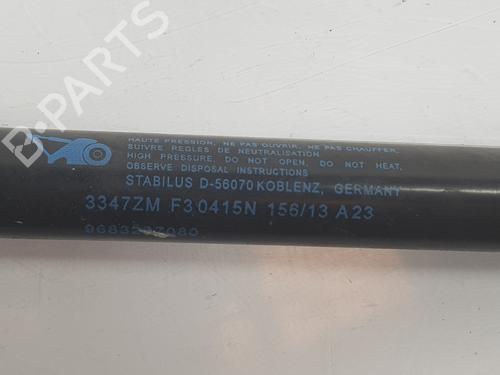 HAUTE PRESSION, NE PAS OUVRIR, NE PAS CHAUFFER,
SUIVRE REGLES DE NEUTRALISATION
HIGH PRESSURE, DO NOT OPEN, DO NOT HEAT,
OBSERVE DISPOSAL INSTRUCTIONS
STABILUS D-56070 KOBLENZ, GERMANY
3347ZM F3 0415N 156/13 A23
B-PARTS